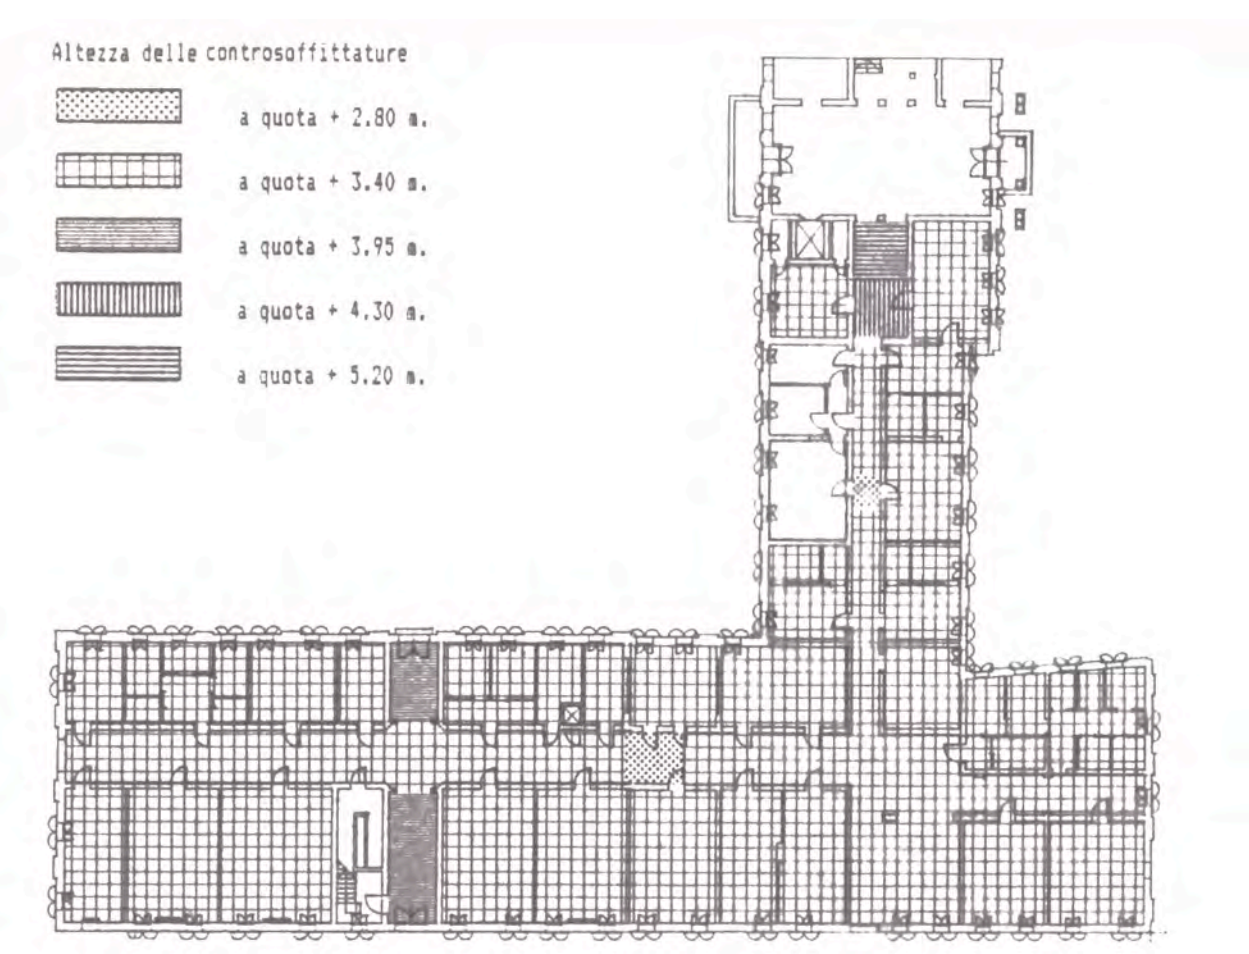 Altezza delle controsoffittature
a quota + 2.80 m.
a quota + 3.40 m.
a quota + 3.95 m.
a quota + 4.30 m.
a quota + 5.20 m.